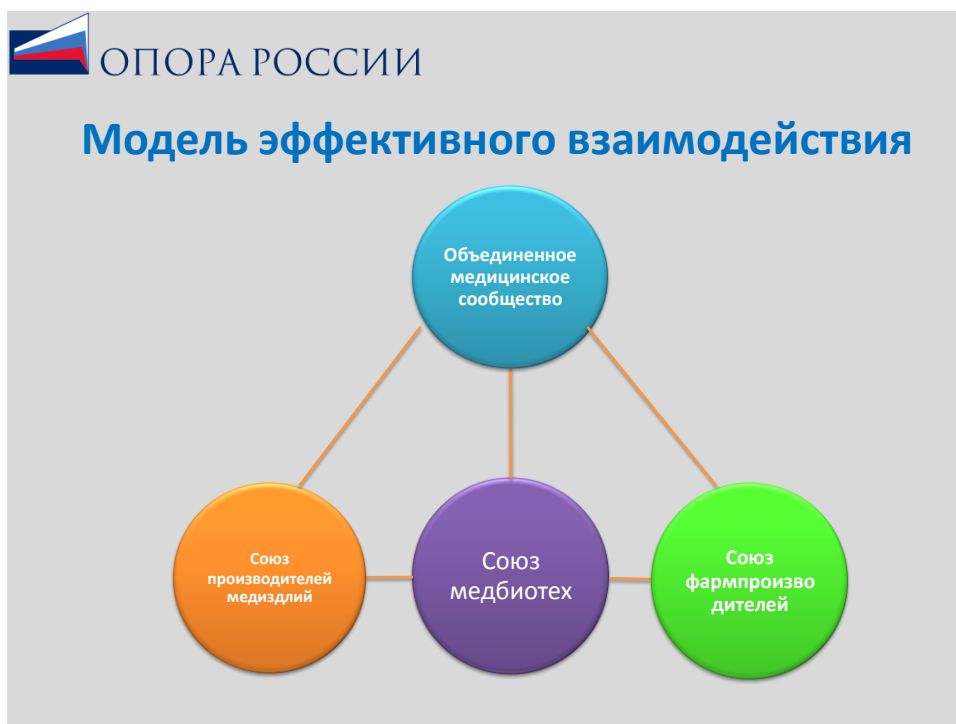 ОПОРА РОССИИ
Модель эффективного взаимодействия
Объединенное
медицинское
сообщество
Союз
производителей
медиздлий
Союз
медбиотех
Союз
фармпроизво
дителей